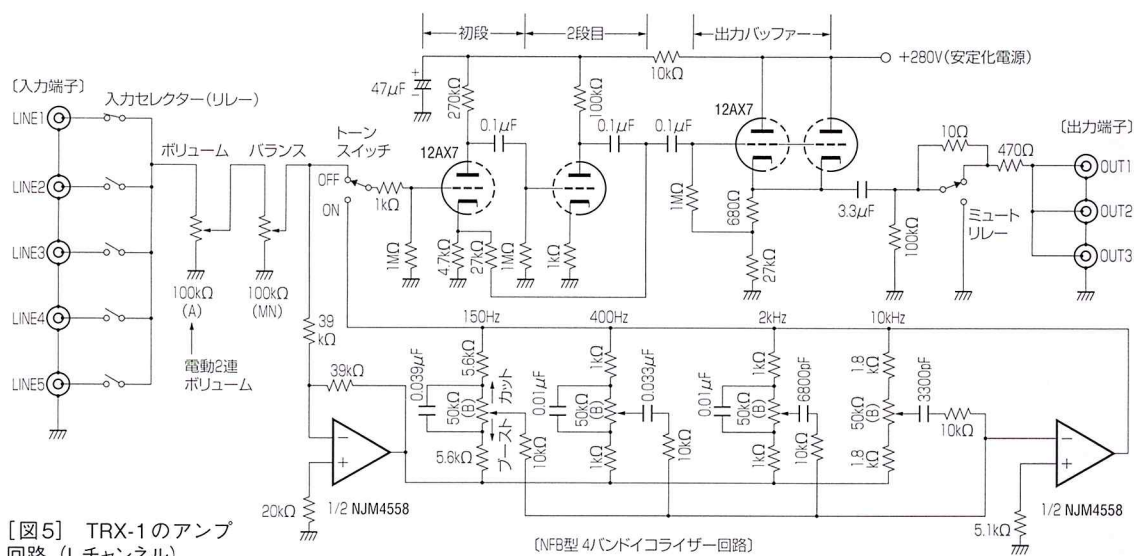 初段
2段目
出力バッファー
+280V(安定化電源)
10kΩ
47μF
+
−
270kΩ
100kΩ
〔入力端子〕
入力セレクター(リレー)
LINE1
LINE2
LINE3
LINE4
LINE5
ボリューム
バランス
トーン
スイッチ
OFF
ON
1kΩ
12AX7
0.1μF
0.1μF
0.1μF
12AX7
1MΩ
4.7kΩ
27kΩ
1MΩ
1kΩ
1MΩ
680Ω
27kΩ
3.3μF
100kΩ
10Ω
470Ω
ミュート
リレー
〔出力端子〕
OUT1
OUT2
OUT3
100kΩ
(A)
100kΩ
(MN)
電動2連
ボリューム
39
kΩ
39kΩ
20kΩ
−
+
1/2 NJM4558
150Hz
400Hz
2kHz
10kHz
0.039μF
5.6kΩ
50kΩ
(B)
5.6kΩ
カット
ブースト
10kΩ
0.01μF
1kΩ
50kΩ
(B)
1kΩ
0.033μF
10kΩ
0.01μF
1kΩ
50kΩ
(B)
1kΩ
6800pF
10kΩ
1.8
kΩ
50kΩ
(B)
1.8
kΩ
3300pF
10kΩ
−
+
1/2 NJM4558
5.1kΩ
〔NFB型 4バンドイコライザー回路〕
[図5] TRX-1のアンプ
回路 (Lチャンネル)